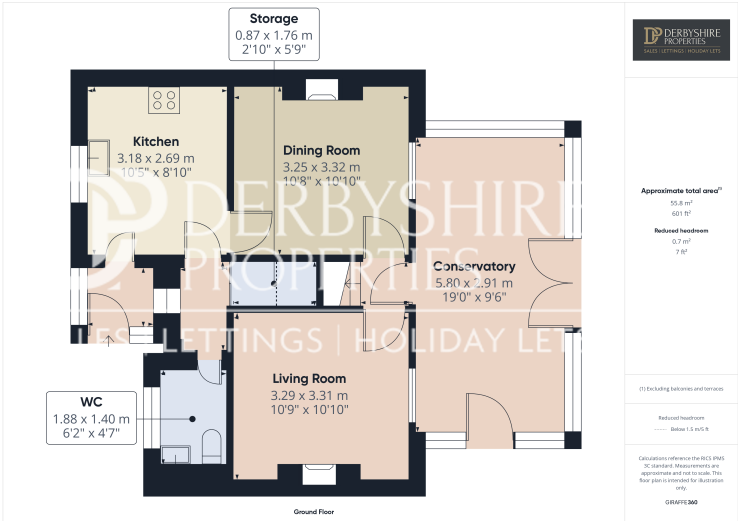 Storage
0.87 x 1.76 m
2'10" x 5'9"
Kitchen
3.18 x 2.69 m
10'5" x 8'10"
Dining Room
3.25 x 3.32 m
10'8" x 10'10"
Conservatory
5.80 x 2.91 m
19'0" x 9'6"
Living Room
3.29 x 3.31 m
10'9" x 10'10"
WC
1.88 x 1.40 m
6'2" x 4'7"
Ground Floor
DERBYSHIRE
PROPERTIES
SALES | LETTINGS | HOLIDAY LETS
DERBYSHIRE
PROPERTIES
SALES | LETTINGS | HOLIDAY LETS
Approximate total area(1)
55.8 m²
601 ft²
Reduced headroom
0.7 m²
7 ft²
(1) Excluding balconies and terraces
Reduced headroom
Below 1.5 m/5 ft
Calculations reference the RICS IPMS
3C standard. Measurements are
approximate and not to scale. This
floor plan is intended for illustration
only.
GIRAFFE360